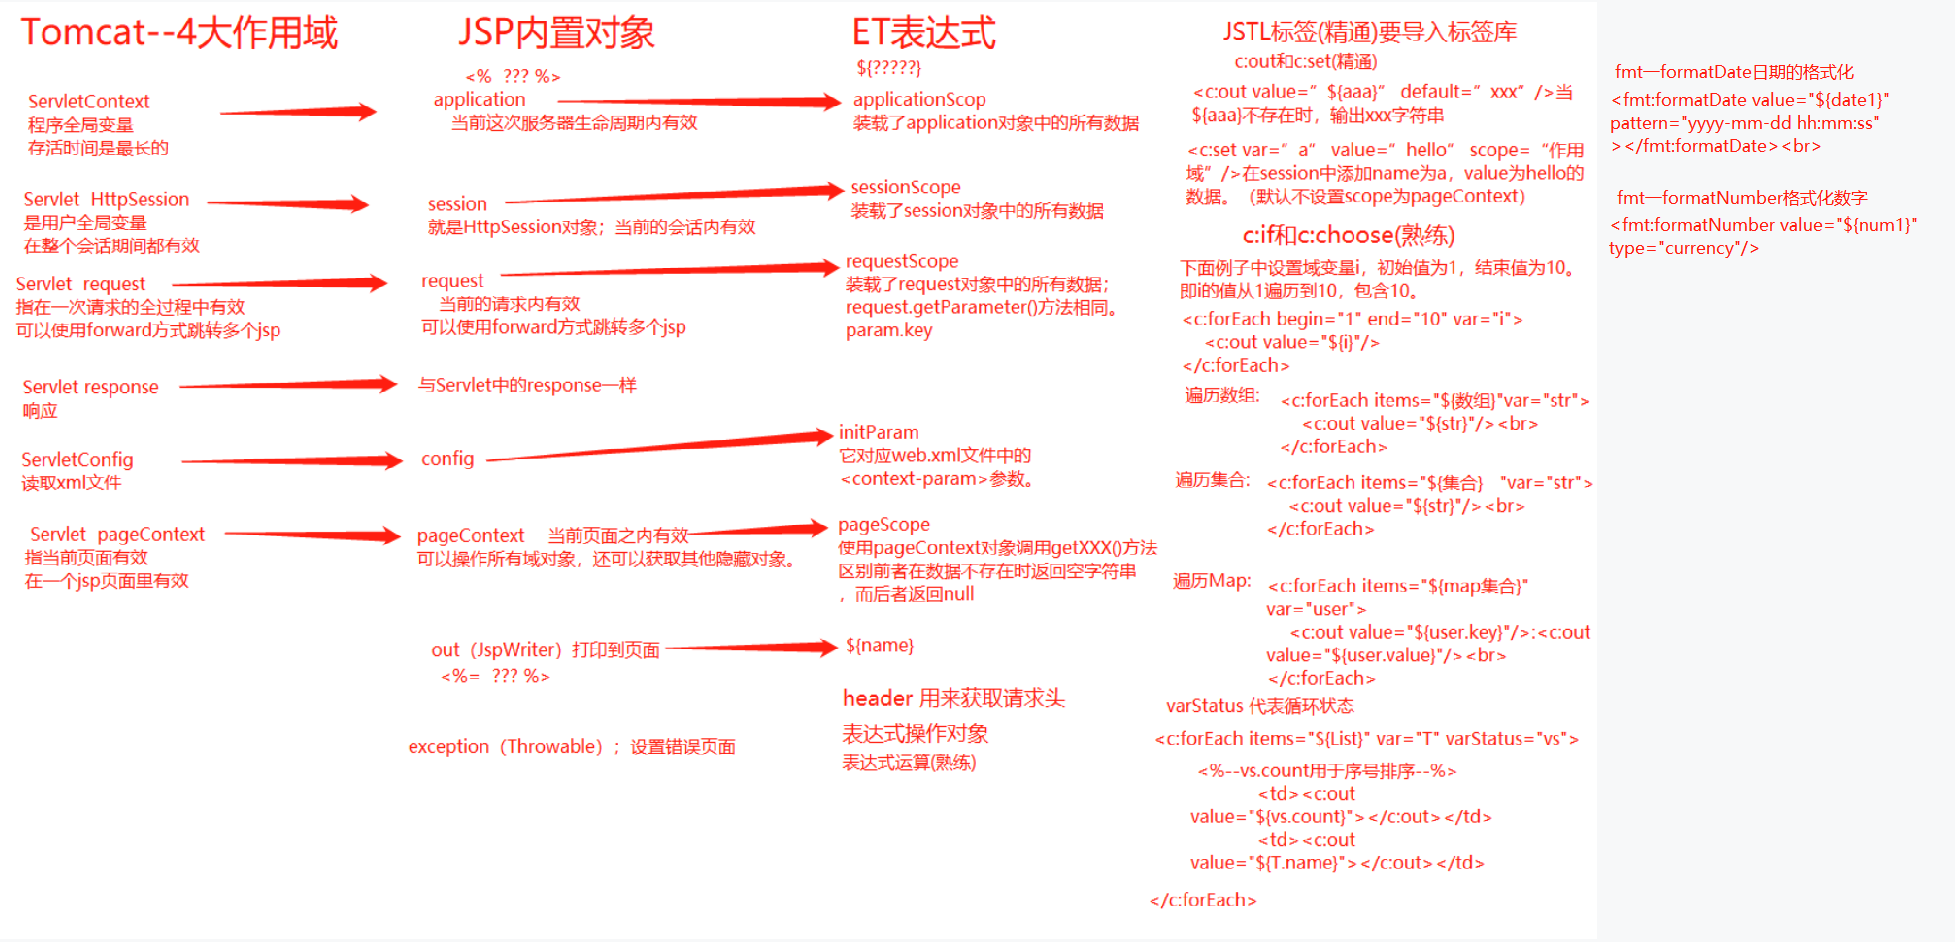 Tomcat--4大作用域
ServletContext
程序全局变量
存活时间是最长的
Servlet  HttpSession
是用户全局变量
在整个会话期间都有效
Servlet  request
指在一次请求的全过程中有效
可以使用forward方式跳转多个jsp
Servlet response
响应
ServletConfig
读取xml文件
Servlet  pageContext
指当前页面有效
在一个jsp页面里有效
JSP内置对象
<%  ??? %>
application
当前这次服务器生命周期内有效
session
就是HttpSession对象；当前的会话内有效
request
当前的请求内有效
可以使用forward方式跳转多个jsp
与Servlet中的response一样
config
pageContext    当前页面之内有效
可以操作所有域对象，还可以获取其他隐藏对象。
out（JspWriter）打印到页面
<%=  ??? %>
exception（Throwable）；设置错误页面
ET表达式
${?????}
applicationScop
装载了application对象中的所有数据
sessionScope
装载了session对象中的所有数据
requestScope
装载了request对象中的所有数据；
request.getParameter()方法相同。
param.key
initParam
它对应web.xml文件中的
<context-param>参数。
pageScope
使用pageContext对象调用getXXX()方法
区别前者在数据不存在时返回空字符串
，而后者返回null
${name}
header 用来获取请求头
表达式操作对象
表达式运算(熟练)
JSTL标签(精通)要导入标签库
c:out和c:set(精通)
<c:out value=” ${aaa}” default=” xxx” />当
${aaa}不存在时，输出xxx字符串
<c:set var=” a” value=” hello” scope= “作用
域” />在session中添加name为a，value为hello的
数据。（默认不设置scope为pageContext）
c:if和c:choose(熟练)
下面例子中设置域变量i，初始值为1，结束值为10。
即i的值从1遍历到10，包含10。
<c:forEach begin="1" end="10" var="i">
<c:out value="${i}"/>
</c:forEach>
遍历数组:
<c:forEach items="${数组}"var="str">
<c:out value="${str}"/><br>
</c:forEach>
遍历集合:
<c:forEach items="${集合}   "var="str">
<c:out value="${str}"/><br>
</c:forEach>
遍历Map:
<c:forEach items="${map集合}"
var="user">
<c:out value="${user.key}"/>:<c:out
value="${user.value}"/><br>
</c:forEach>
varStatus 代表循环状态
<c:forEach items="${List}" var="T" varStatus="vs">
<%--vs.count用于序号排序--%>
<td><c:out
value="${vs.count}"></c:out></td>
<td><c:out
value="${T.name}"></c:out></td>
</c:forEach>
fmt—formatDate日期的格式化
<fmt:formatDate value="${date1}"
pattern="yyyy-mm-dd hh:mm:ss"
></fmt:formatDate><br>
fmt—formatNumber格式化数字
<fmt:formatNumber value="${num1}"
type="currency"/>